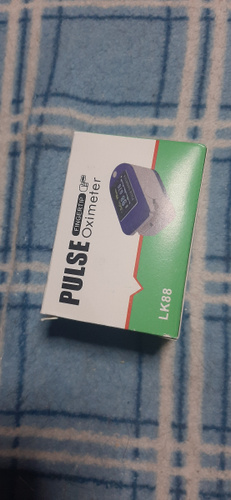 PULSE
FINGERTIP
Oximeter
LK88